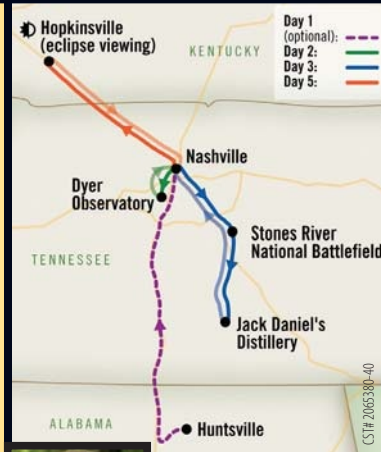 Hopkinsville
(eclipse viewing)
KENTUCKY
Day 1
(optional):
Day 2:
Day 3:
Day 5:
Nashville
Dyer
Observatory
Stones River
National Battlefield
TENNESSEE
Jack Daniel's
Distillery
ALABAMA
Huntsville
CST# 2065380-40